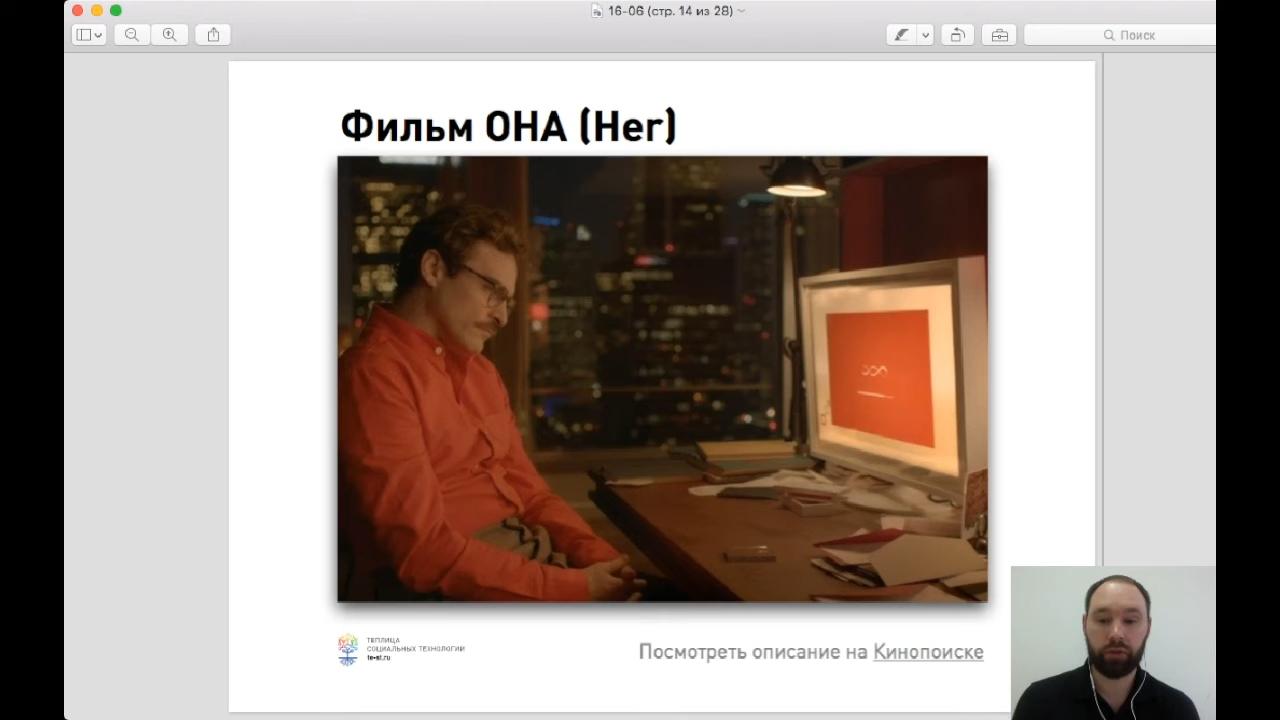 16-06 (стр. 14 из 28)
Поиск
Фильм ОНА (Her)
ТЕПЛИЦА
СОЦИАЛЬНЫХ ТЕХНОЛОГИЙ
te-st.ru
Посмотреть описание на Кинопоиске